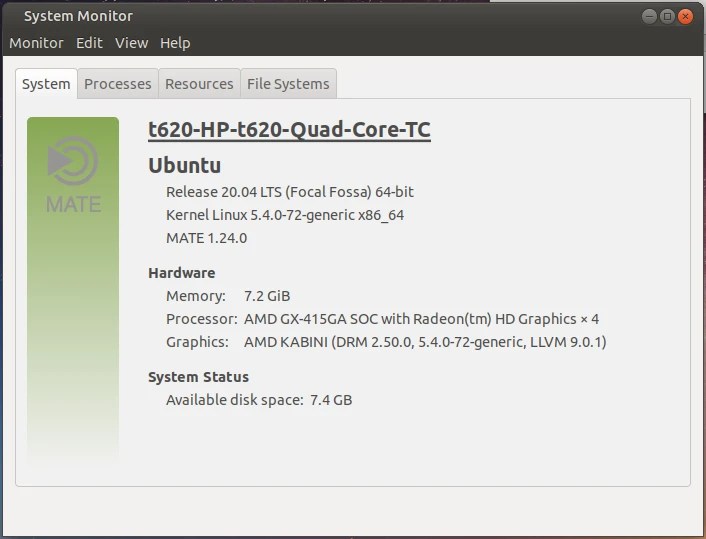 System Monitor
Monitor Edit View Help
System Processes Resources File Systems
MATE
t620-HP-t620-Quad-Core-TC
Ubuntu
Release 20.04 LTS (Focal Fossa) 64-bit
Kernel Linux 5.4.0-72-generic x86_64
MATE 1.24.0
Hardware
Memory: 7.2 GiB
Processor: AMD GX-415GA SOC with Radeon(tm) HD Graphics × 4
Graphics: AMD KABINI (DRM 2.50.0, 5.4.0-72-generic, LLVM 9.0.1)
System Status
Available disk space: 7.4 GB